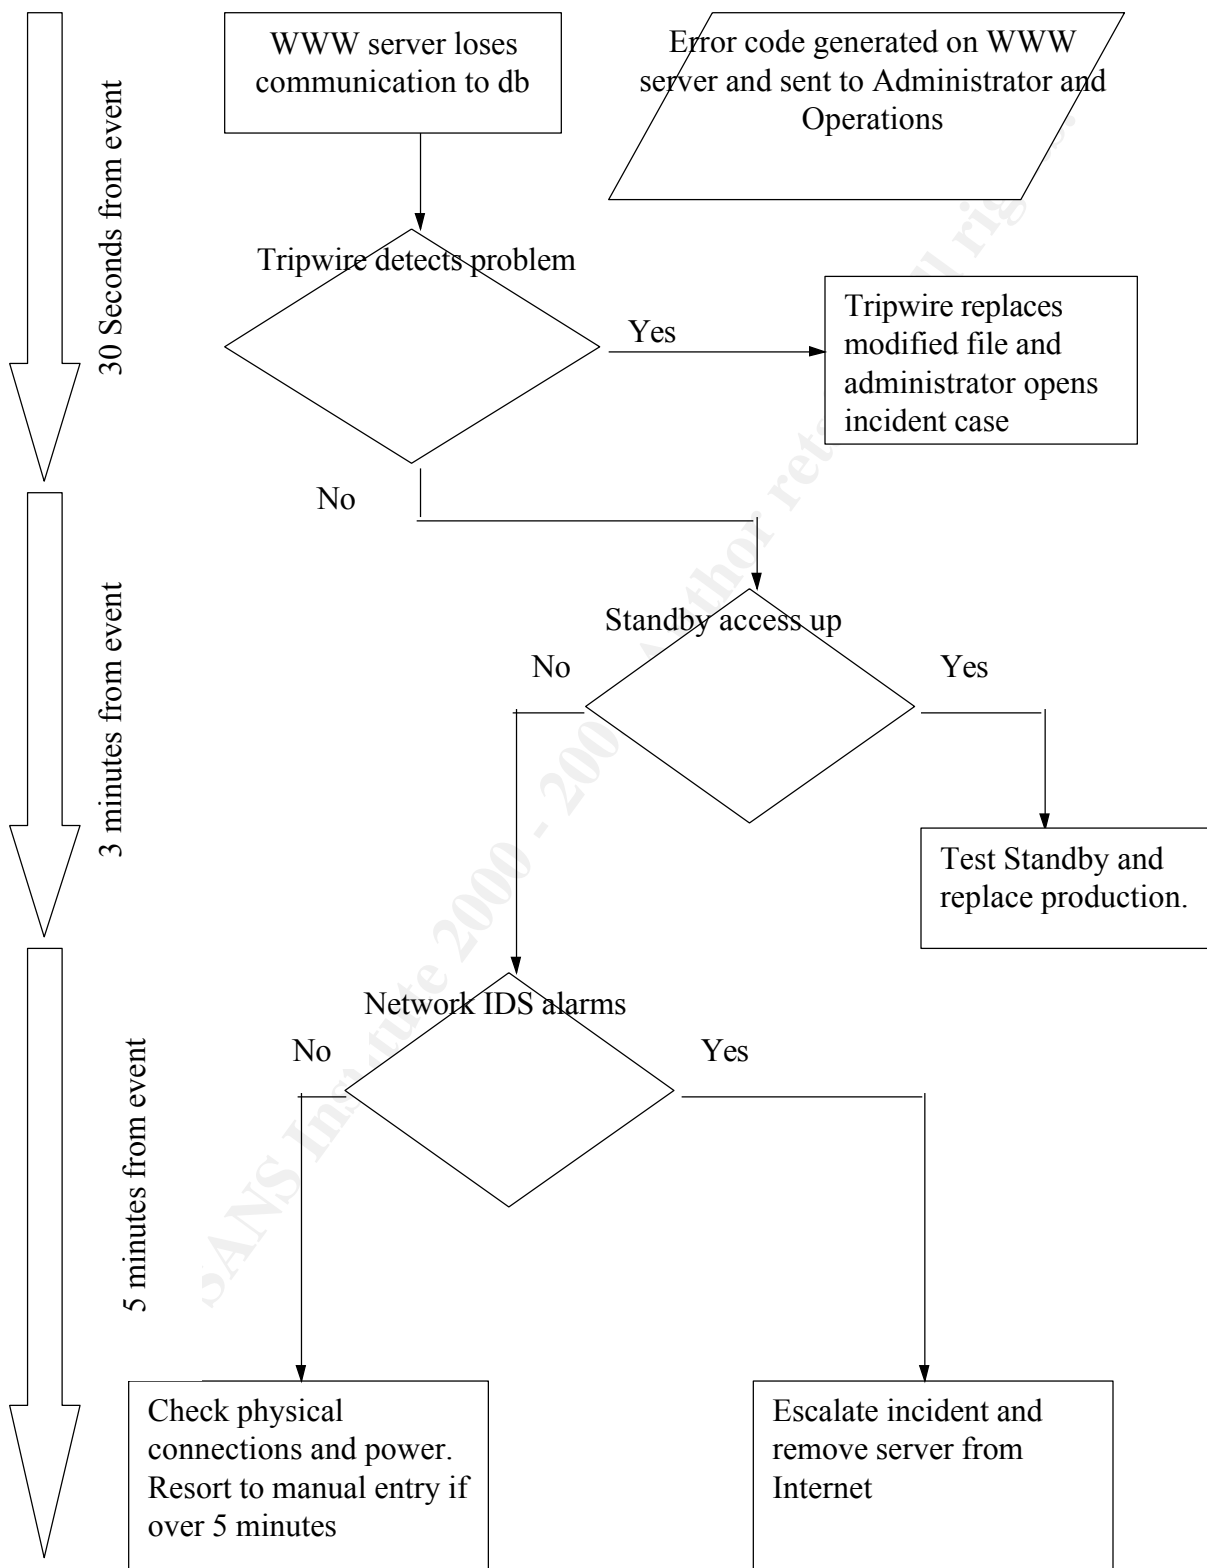 WWW server loses
communication to db
Error code generated on WWW
server and sent to Administrator and
Operations
30 Seconds from event
Tripwire detects problem
Yes
Tripwire replaces
modified file and
administrator opens
incident case
No
3 minutes from event
Standby access up
No
Yes
Test Standby and
replace production.
5 minutes from event
Network IDS alarms
No
Yes
Check physical
connections and power.
Resort to manual entry if
over 5 minutes
Escalate incident and
remove server from
Internet
SANS Institute 2000 - 200